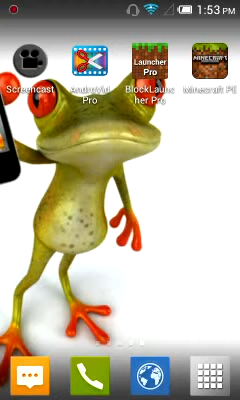 1:53 PM
Launcher
Pro
MINECRAFT
Screencast
AndroVid
Pro
BlockLaunc
her Pro
Minecraft PE